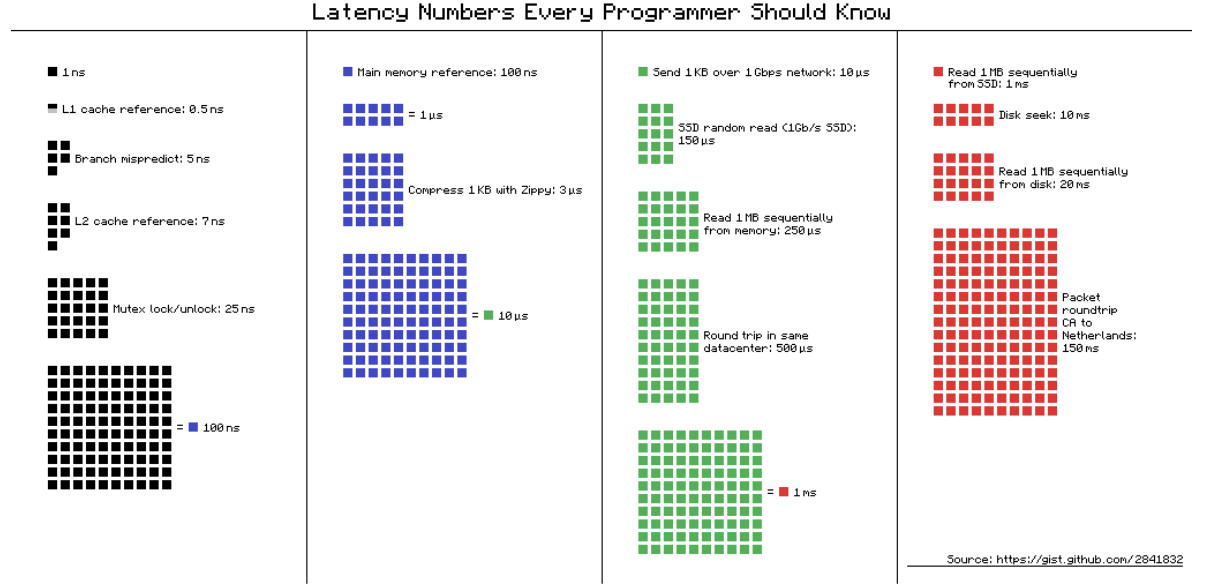 Latency Numbers Every Programmer Should Know
1 ns
L1 cache reference: 0.5 ns
Branch mispredict: 5 ns
L2 cache reference: 7 ns
Mutex lock/unlock: 25 ns
= 100 ns
Main memory reference: 100 ns
= 1 µs
Compress 1 KB with Zippy: 3 µs
= 10 µs
Send 1 KB over 1 Gbps network: 10 µs
SSD random read (1Gb/s SSD):
150 µs
Read 1 MB sequentially
from memory: 250 µs
Round trip in same
datacenter: 500 µs
= 1 ms
Read 1 MB sequentially
from SSD: 1 ms
Disk seek: 10 ms
Read 1 MB sequentially
from disk: 20 ms
Packet
roundtrip
CA to
Netherlands:
150 ms
Source: https://gist.github.com/2841832